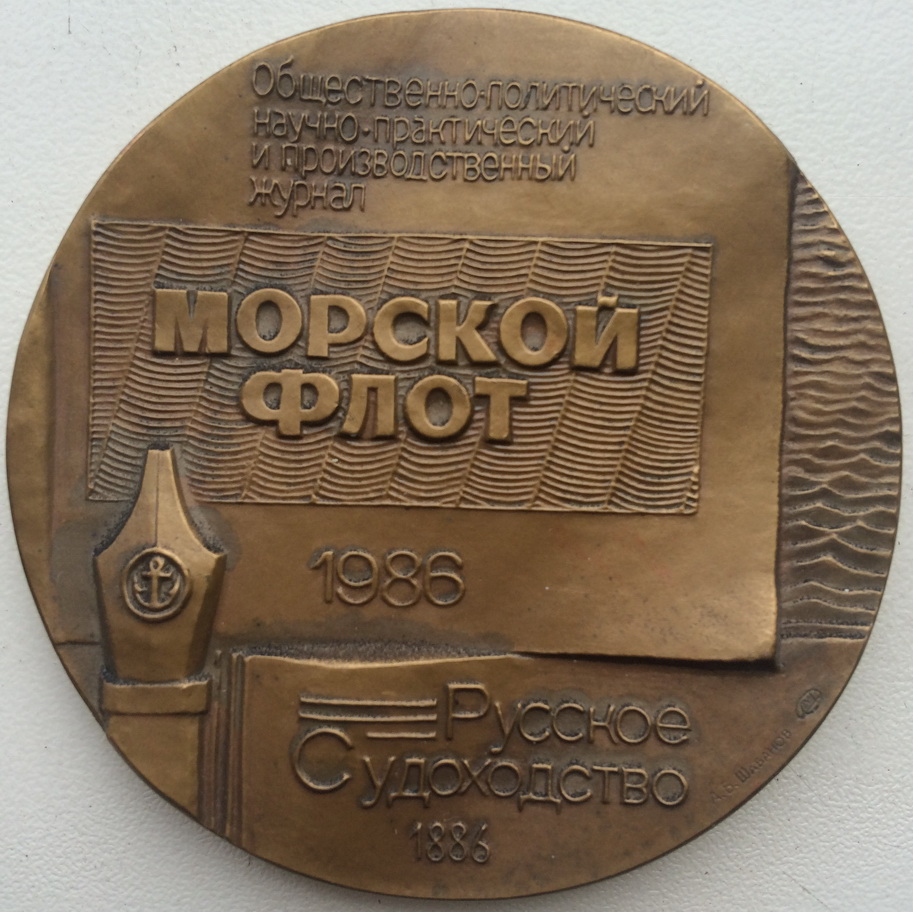 Общественно-политический
научно-практический
и производственный
журнал
МОРСКОЙ
ФЛОТ
1986
Русское
Судоходство
1886